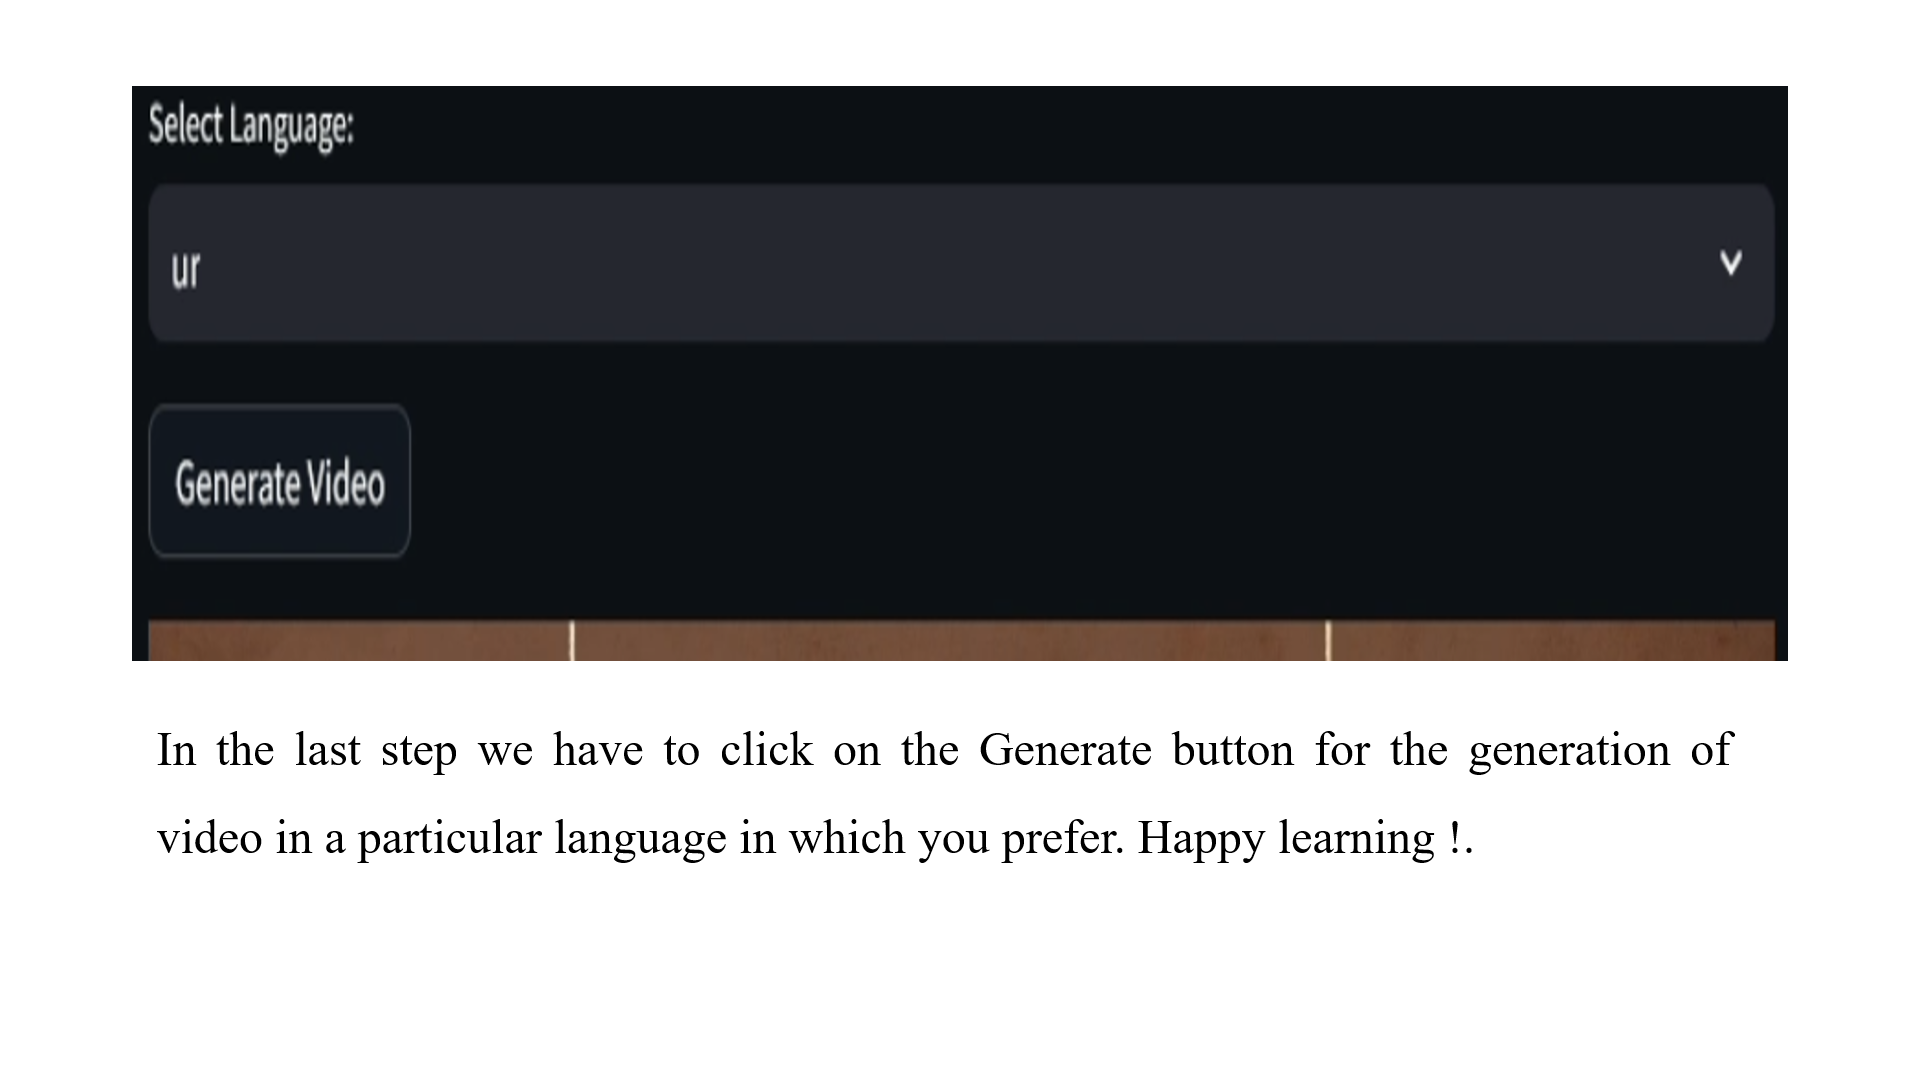 Select Language:
ur
Generate Video
In the last step we have to click on the Generate button for the generation of
video in a particular language in which you prefer. Happy learning !.